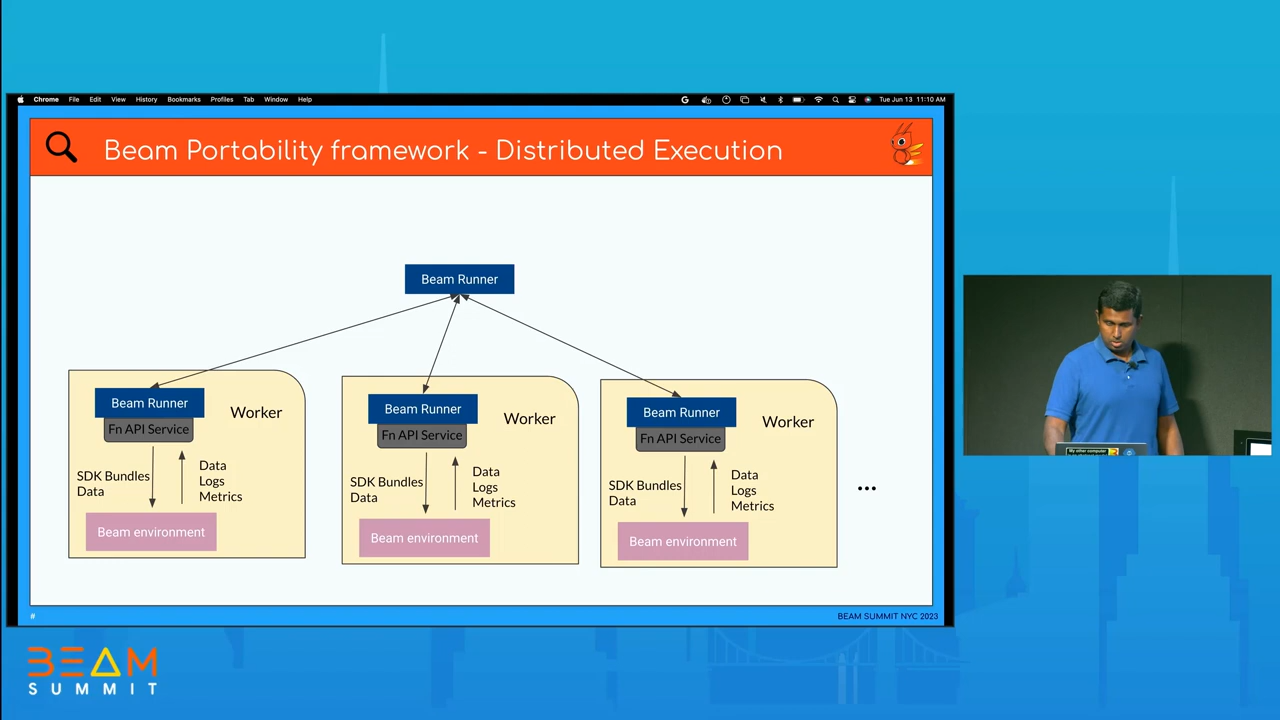 Chrome File Edit View History Bookmarks Profiles Tab Window Help
Tue Jun 13 11:10 AM
Beam Portability framework - Distributed Execution
Beam Runner
Beam Runner
Fn API Service
Worker
SDK Bundles
Data
Data
Logs
Metrics
Beam environment
Beam Runner
Fn API Service
Worker
SDK Bundles
Data
Data
Logs
Metrics
Beam environment
Beam Runner
Fn API Service
Worker
SDK Bundles
Data
Data
Logs
Metrics
Beam environment
...
#
BEAM SUMMIT NYC 2023
BEAM
SUMMIT